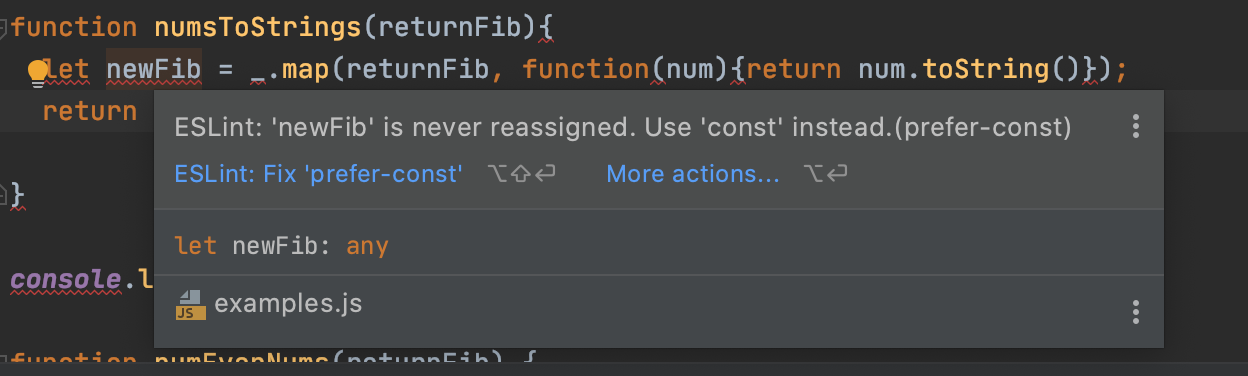 function numsToStrings(returnFib){
let newFib = _.map(returnFib, function(num){return num.toString()});
return
ESLint: 'newFib' is never reassigned. Use 'const' instead.(prefer-const)
ESLint: Fix 'prefer-const' ⌥⇧↩ More actions... ⌥↩
let newFib: any
}
console.l
JS examples.js
function numEvenNums(returnFib) {